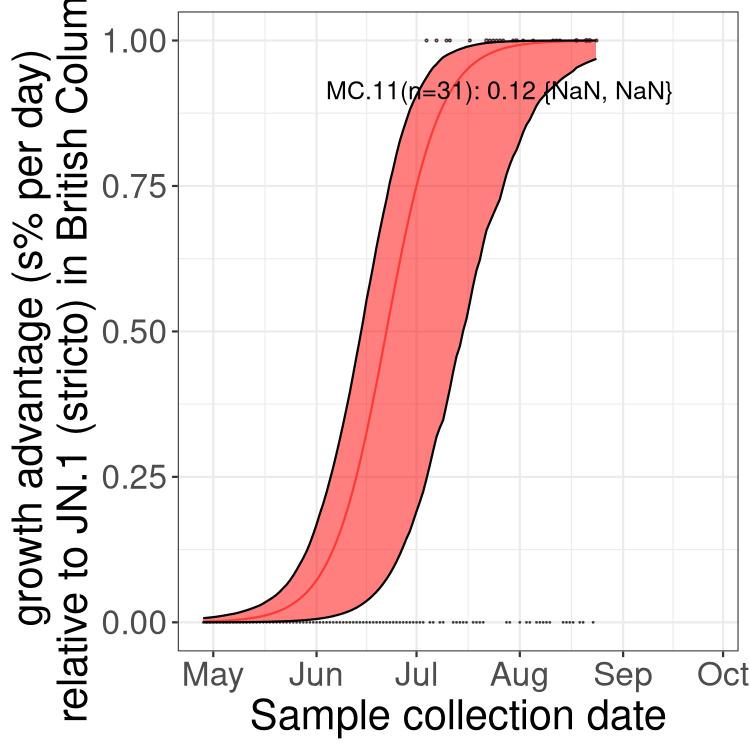 growth advantage (s% per day)
relative to JN.1 (stricto) in British Colum
1.00
0.75
0.50
0.25
0.00
MC.11(n=31): 0.12 {NaN, NaN}
May Jun Jul Aug Sep Oct
Sample collection date